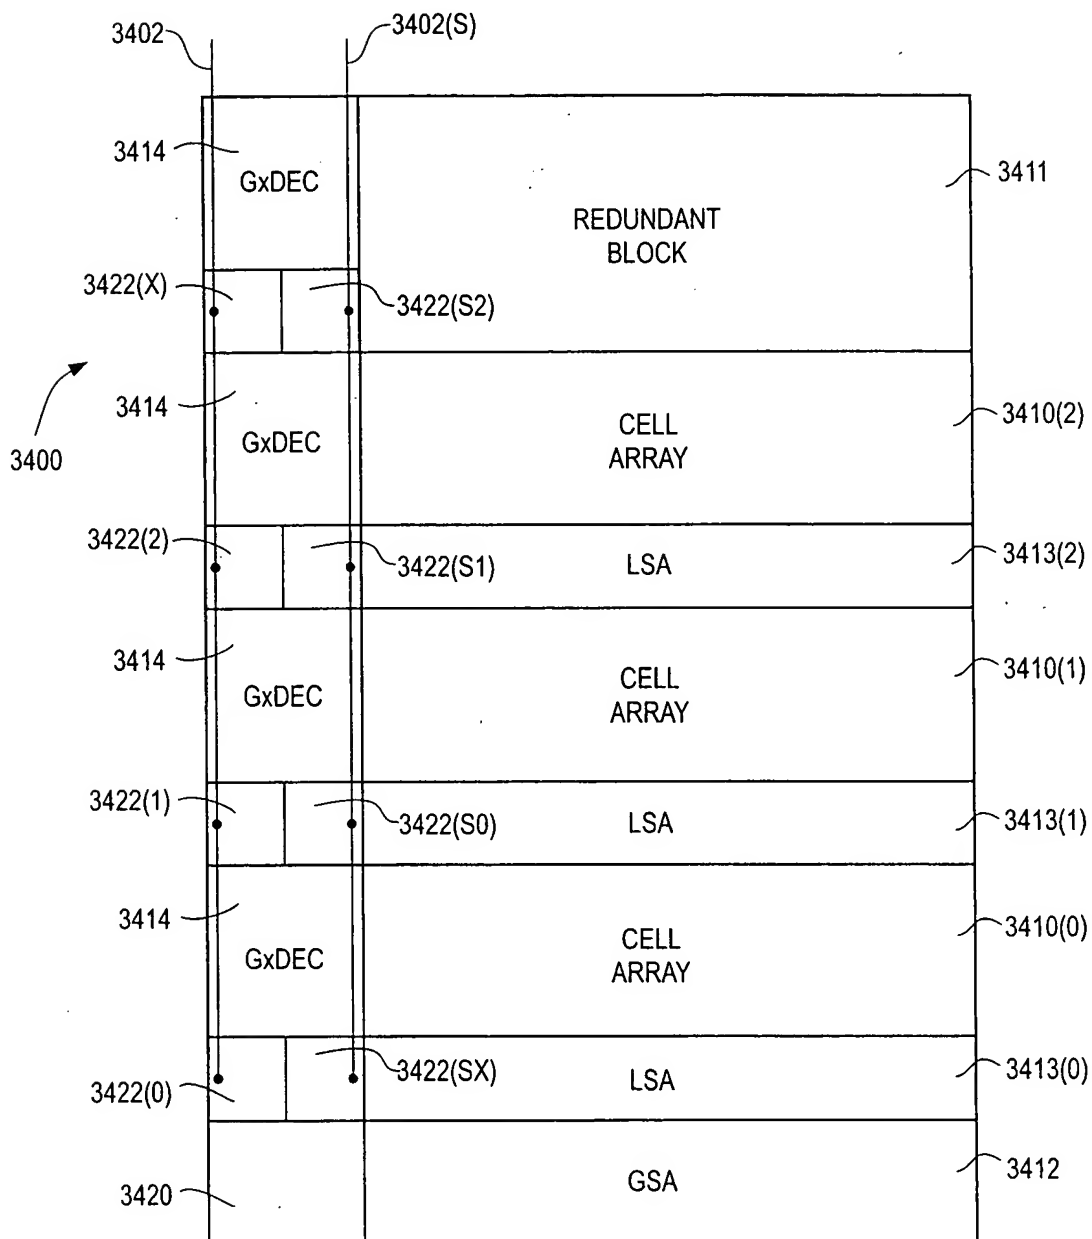 3402
3402(S)
3414
GxDEC
3411
REDUNDANT
BLOCK
3422(X)
3422(S2)
3400
3414
GxDEC
CELL
ARRAY
3410(2)
3422(2)
3422(S1)
LSA
3413(2)
3414
GxDEC
CELL
ARRAY
3410(1)
3422(1)
3422(S0)
LSA
3413(1)
3414
GxDEC
CELL
ARRAY
3410(0)
3422(0)
3422(SX)
LSA
3413(0)
3420
GSA
3412